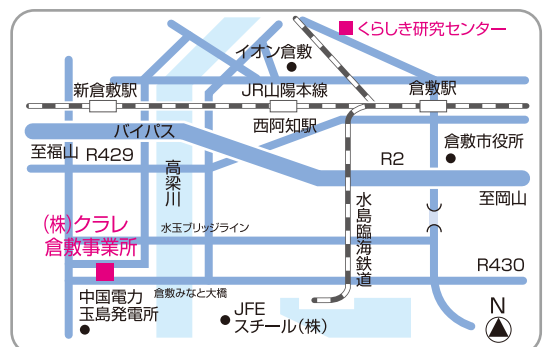 くらしき研究センター
イオン倉敷
新倉敷駅
JR山陽本線
倉敷駅
バイパス
西阿知駅
倉敷市役所
至福山
R429
R2
高梁川
至岡山
(株)クラレ
倉敷事業所
水玉ブリッジライン
水島臨海鉄道
R430
中国電力
玉島発電所
倉敷みなと大橋
JFE
スチール(株)
N